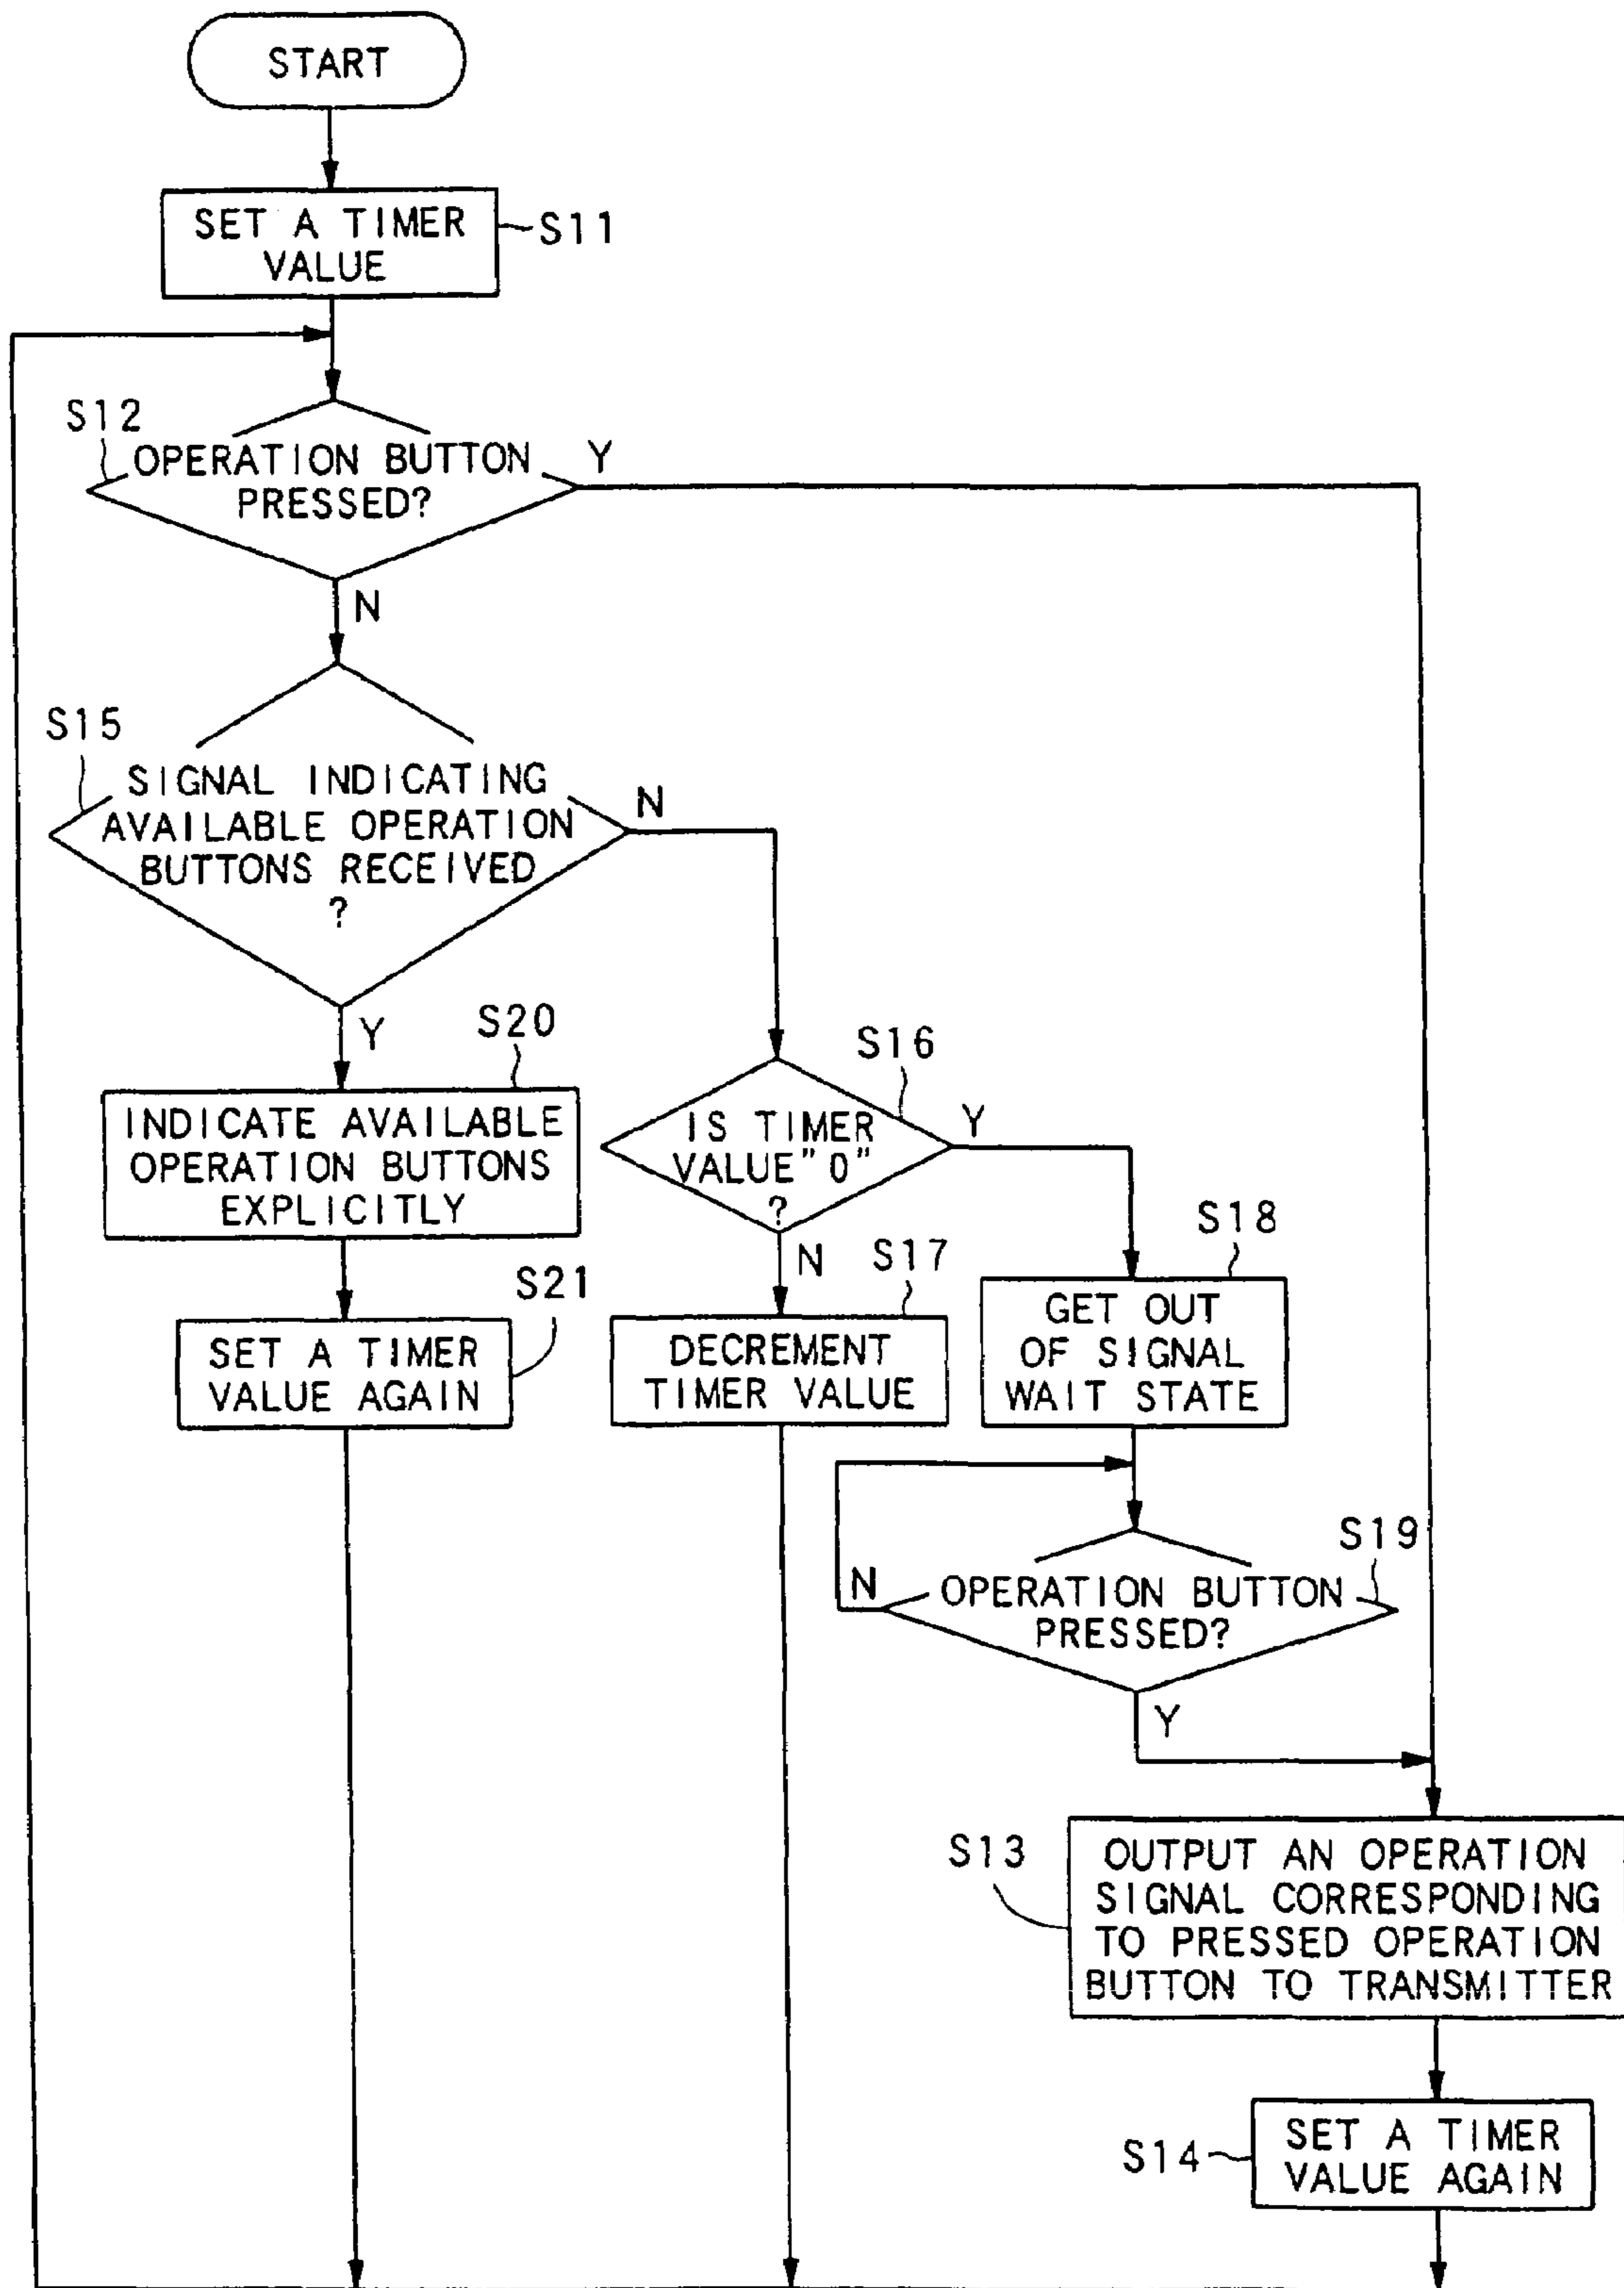 START
SET A TIMER
VALUE
S11
S12
OPERATION BUTTON
PRESSED?
Y
N
S15
SIGNAL INDICATING
AVAILABLE OPERATION
BUTTONS RECEIVED
?
N
Y
S20
INDICATE AVAILABLE
OPERATION BUTTONS
EXPLICITLY
S16
IS TIMER
VALUE"0"
?
Y
N
S21
SET A TIMER
VALUE AGAIN
S17
DECREMENT
TIMER VALUE
S18
GET OUT
OF SIGNAL
WAIT STATE
S19
N
OPERATION BUTTON
PRESSED?
Y
S13
OUTPUT AN OPERATION
SIGNAL CORRESPONDING
TO PRESSED OPERATION
BUTTON TO TRANSMITTER
S14
SET A TIMER
VALUE AGAIN